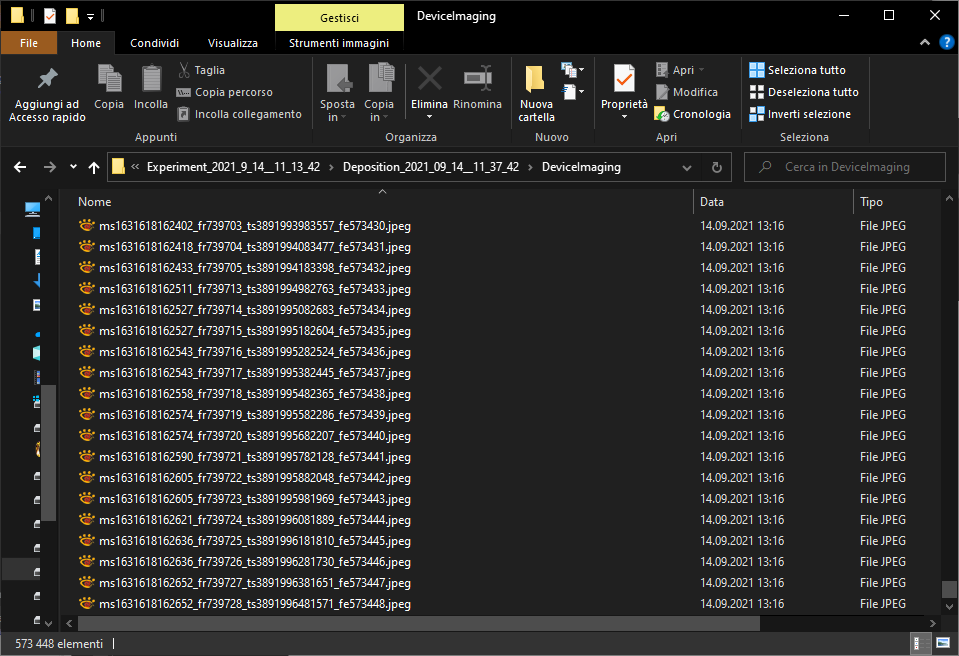 Gestisci
DeviceImaging
File
Home
Condividi
Visualizza
Strumenti immagini
Aggiungi ad
Accesso rapido
Copia
Incolla
Taglia
Copia percorso
Incolla collegamento
Appunti
Sposta
in
Copia
in
Elimina
Rinomina
Organizza
Nuova
cartella
Nuovo
Proprietà
Apri
Modifica
Cronologia
Apri
Seleziona tutto
Deseleziona tutto
Inverti selezione
Selezione
« Experiment_2021_9_14__11_13_42 › Deposition_2021_09_14__11_37_42 › DeviceImaging
Cerca in DeviceImaging
Nome Data Tipo
ms1631618162402_fr739703_ts3891993983557_fe573430.jpeg 14.09.2021 13:16 File JPEG
ms1631618162418_fr739704_ts3891994083477_fe573431.jpeg 14.09.2021 13:16 File JPEG
ms1631618162433_fr739705_ts3891994183398_fe573432.jpeg 14.09.2021 13:16 File JPEG
ms1631618162511_fr739713_ts3891994982763_fe573433.jpeg 14.09.2021 13:16 File JPEG
ms1631618162527_fr739714_ts3891995082683_fe573434.jpeg 14.09.2021 13:16 File JPEG
ms1631618162527_fr739715_ts3891995182604_fe573435.jpeg 14.09.2021 13:16 File JPEG
ms1631618162543_fr739716_ts3891995282524_fe573436.jpeg 14.09.2021 13:16 File JPEG
ms1631618162543_fr739717_ts3891995382445_fe573437.jpeg 14.09.2021 13:16 File JPEG
ms1631618162558_fr739718_ts3891995482365_fe573438.jpeg 14.09.2021 13:16 File JPEG
ms1631618162574_fr739719_ts3891995582286_fe573439.jpeg 14.09.2021 13:16 File JPEG
ms1631618162574_fr739720_ts3891995682207_fe573440.jpeg 14.09.2021 13:16 File JPEG
ms1631618162590_fr739721_ts3891995782128_fe573441.jpeg 14.09.2021 13:16 File JPEG
ms1631618162605_fr739722_ts3891995882048_fe573442.jpeg 14.09.2021 13:16 File JPEG
ms1631618162605_fr739723_ts3891995981969_fe573443.jpeg 14.09.2021 13:16 File JPEG
ms1631618162621_fr739724_ts3891996081889_fe573444.jpeg 14.09.2021 13:16 File JPEG
ms1631618162636_fr739725_ts3891996181810_fe573445.jpeg 14.09.2021 13:16 File JPEG
ms1631618162636_fr739726_ts3891996281730_fe573446.jpeg 14.09.2021 13:16 File JPEG
ms1631618162652_fr739727_ts3891996381651_fe573447.jpeg 14.09.2021 13:16 File JPEG
ms1631618162652_fr739728_ts3891996481571_fe573448.jpeg 14.09.2021 13:16 File JPEG
573 448 elementi